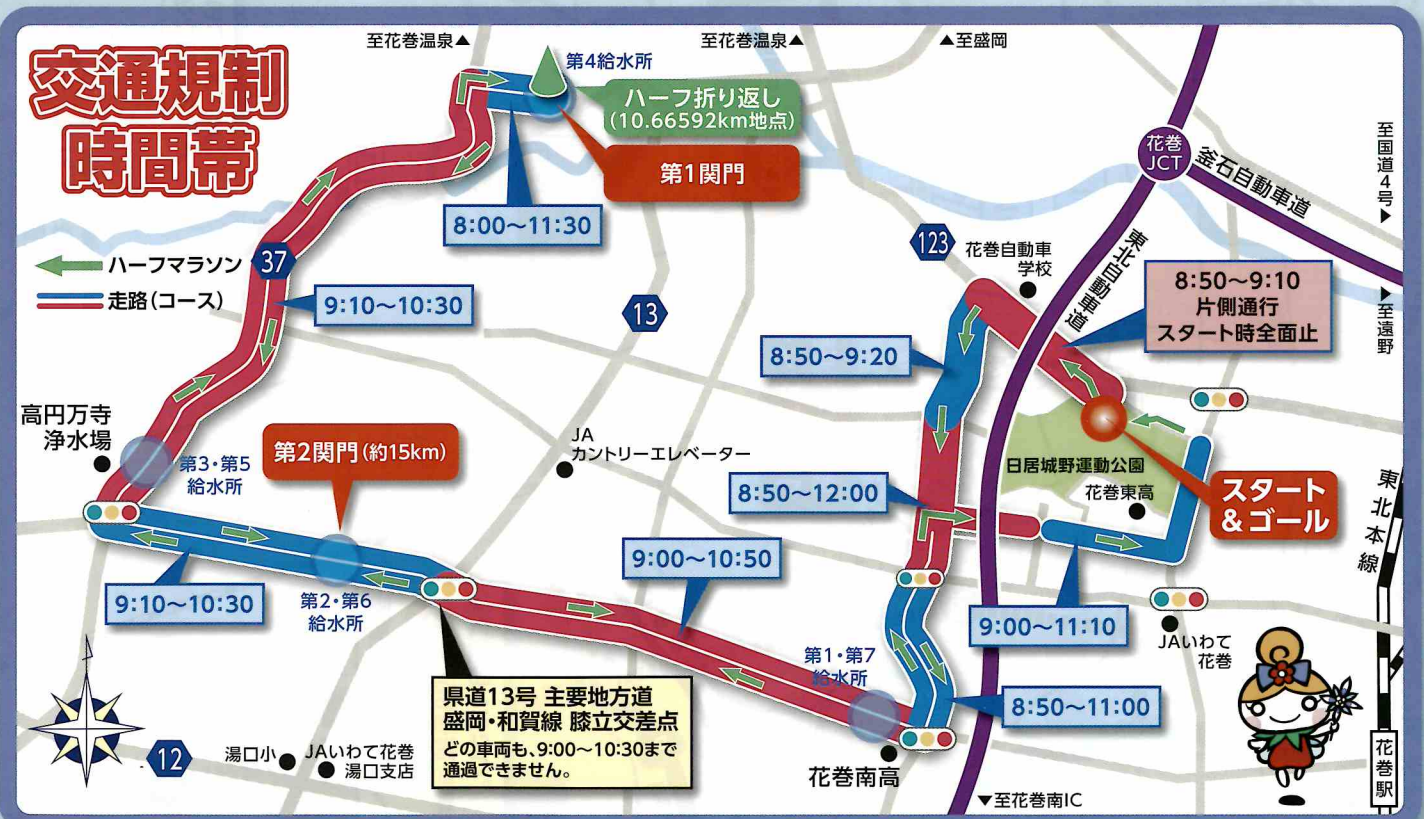 交通規制
時間帯
至花巻温泉▲
至花巻温泉▲
▲至盛岡
第4給水所
ハーフ折り返し
(10.66592km地点)
第1関門
8:00〜11:30
花巻
JCT
釜石自動車道
至国道4号▶
▶至遠野
東北自動車道
123
花巻自動車
学校
8:50〜9:10
片側通行
スタート時全面止
ハーフマラソン
走路(コース)
37
9:10〜10:30
13
8:50〜9:20
高円万寺
浄水場
第3・第5
給水所
第2関門(約15km)
JA
カントリーエレベーター
日居城野運動公園
花巻東高
スタート
&ゴール
8:50〜12:00
東北本線
9:00〜10:50
9:10〜10:30
第2・第6
給水所
9:00〜11:10
JAいわて
花巻
第1・第7
給水所
8:50〜11:00
県道13号 主要地方道
盛岡・和賀線 膝立交差点
どの車両も、9:00〜10:30まで
通過できません。
12
湯口小
JAいわて花巻
湯口支店
花巻南高
▼至花巻南IC
花巻駅